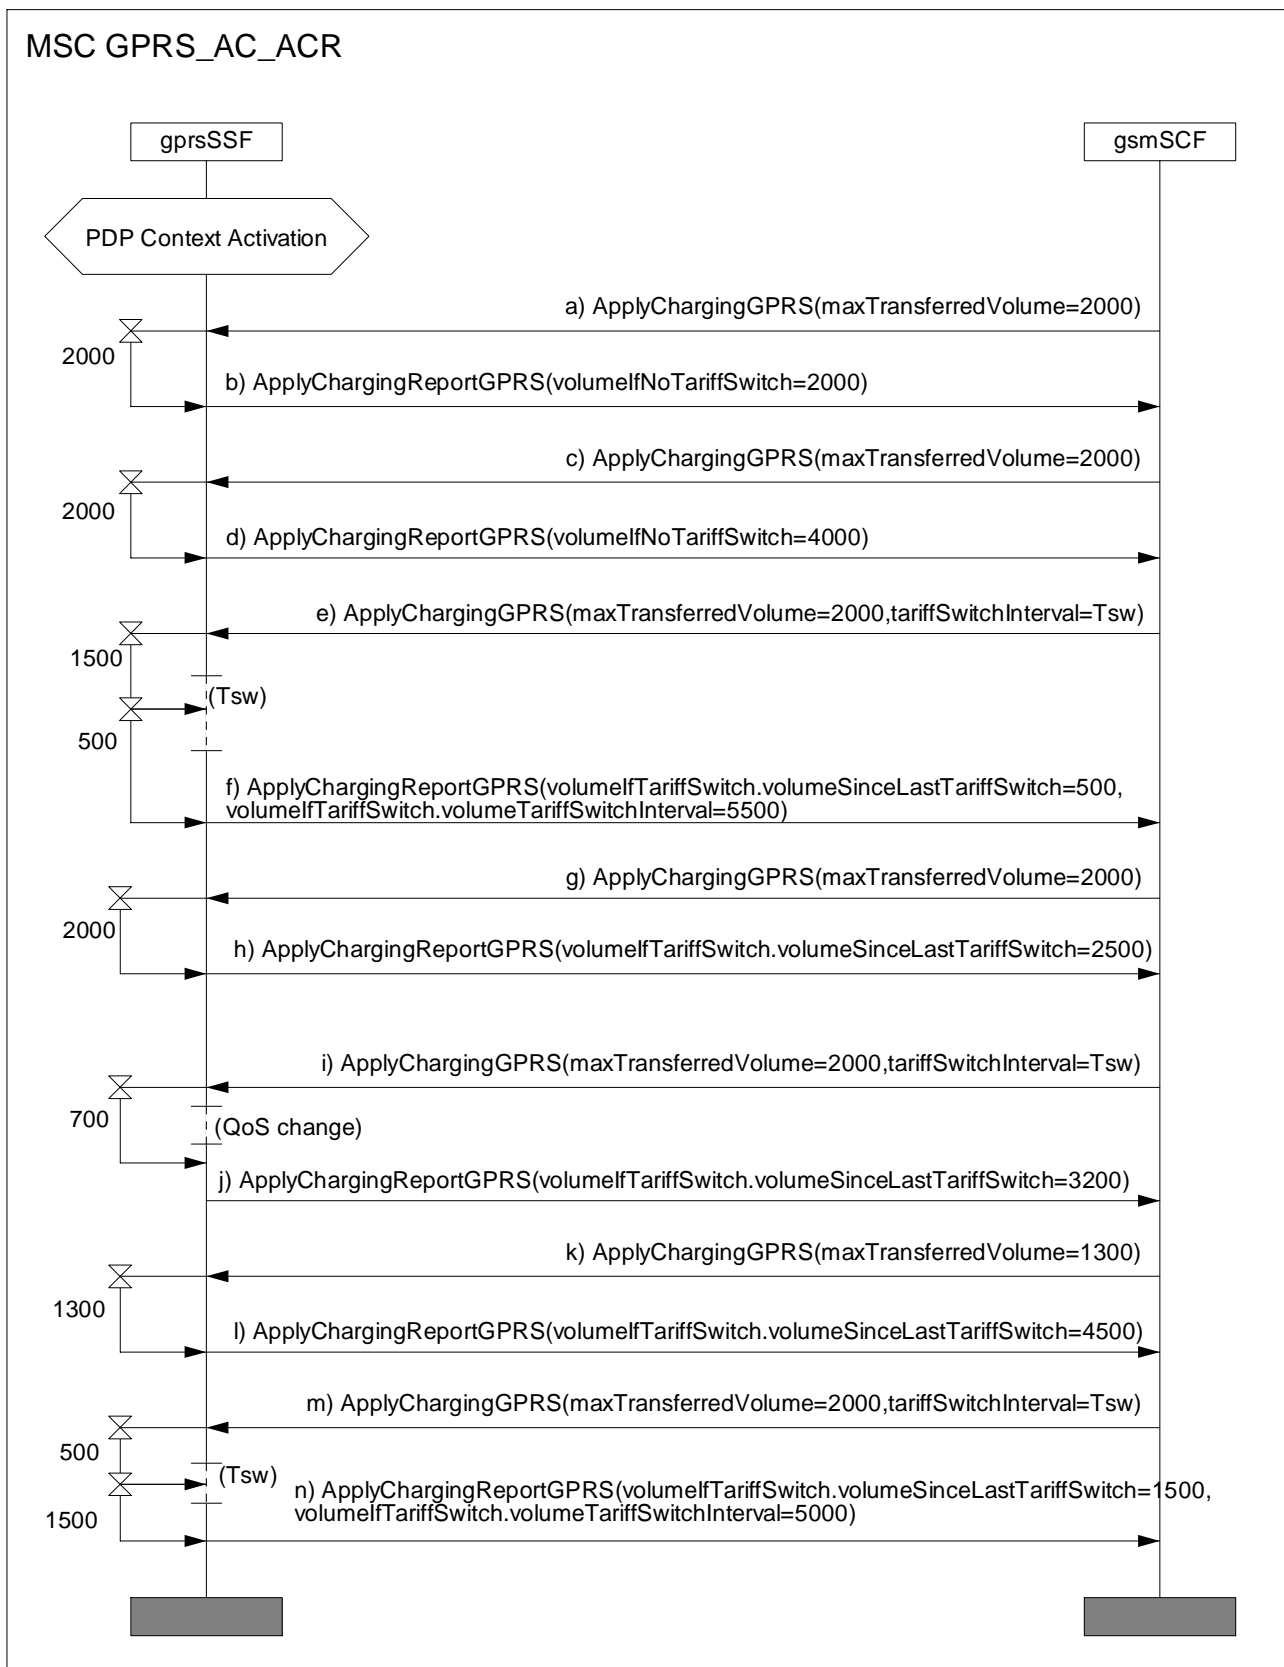 MSC GPRS_AC_ACR
gprsSSF
gsmSCF
PDP Context Activation
a) ApplyChargingGPRS(maxTransferredVolume=2000)
2000
b) ApplyChargingReportGPRS(volumeIfNoTariffSwitch=2000)
c) ApplyChargingGPRS(maxTransferredVolume=2000)
2000
d) ApplyChargingReportGPRS(volumeIfNoTariffSwitch=4000)
e) ApplyChargingGPRS(maxTransferredVolume=2000,tariffSwitchInterval=Tsw)
1500
(Tsw)
500
f) ApplyChargingReportGPRS(volumeIfTariffSwitch.volumeSinceLastTariffSwitch=500,
volumeIfTariffSwitch.volumeTariffSwitchInterval=5500)
g) ApplyChargingGPRS(maxTransferredVolume=2000)
2000
h) ApplyChargingReportGPRS(volumeIfTariffSwitch.volumeSinceLastTariffSwitch=2500)
i) ApplyChargingGPRS(maxTransferredVolume=2000,tariffSwitchInterval=Tsw)
700
(QoS change)
j) ApplyChargingReportGPRS(volumeIfTariffSwitch.volumeSinceLastTariffSwitch=3200)
k) ApplyChargingGPRS(maxTransferredVolume=1300)
1300
l) ApplyChargingReportGPRS(volumeIfTariffSwitch.volumeSinceLastTariffSwitch=4500)
m) ApplyChargingGPRS(maxTransferredVolume=2000,tariffSwitchInterval=Tsw)
500
(Tsw)
n) ApplyChargingReportGPRS(volumeIfTariffSwitch.volumeSinceLastTariffSwitch=1500,
volumeIfTariffSwitch.volumeTariffSwitchInterval=5000)
1500